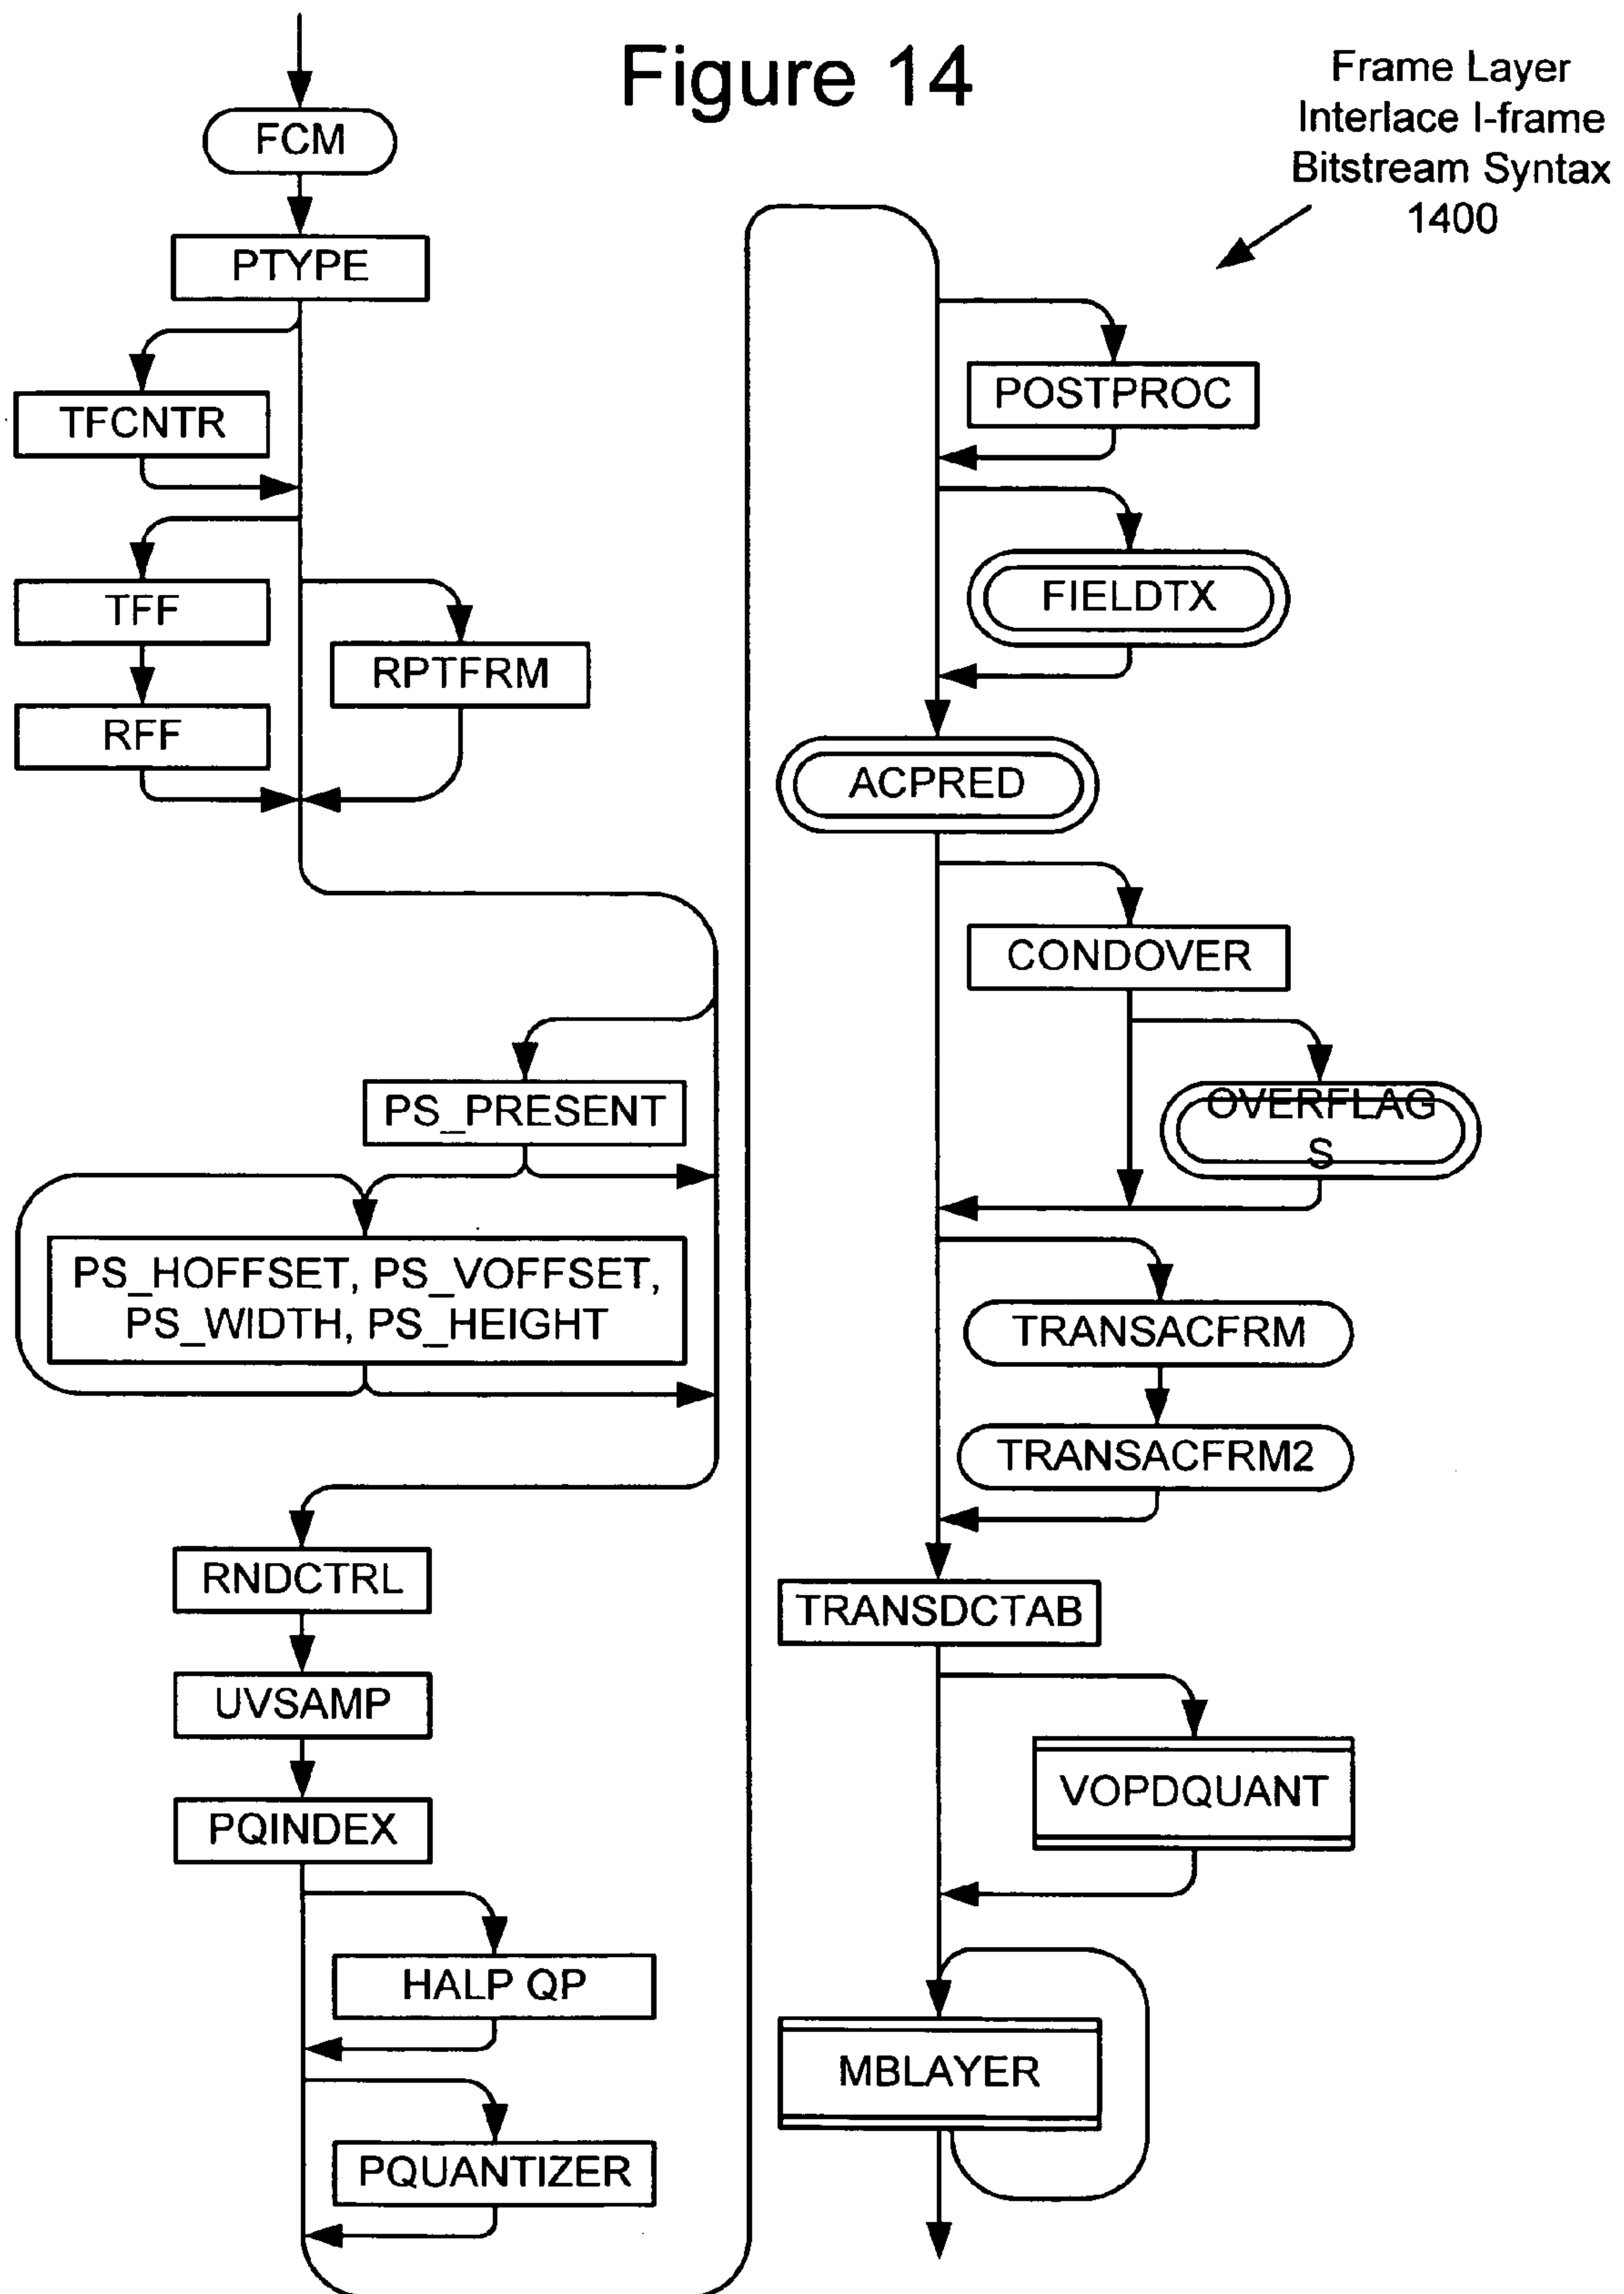 Figure 14
Frame Layer
Interlace I-frame
Bitstream Syntax
1400
FCM
PTYPE
TFCNTR
TFF
RPTFRM
RFF
PS_PRESENT
PS_HOFFSET, PS_VOFFSET,
PS_WIDTH, PS_HEIGHT
RNDCTRL
UVSAMP
PQINDEX
HALP QP
PQUANTIZER
POSTPROC
FIELDTX
ACPRED
CONDOVER
OVERFLAG
S
TRANSACFRM
TRANSACFRM2
TRANSDCTAB
VOPDQUANT
MBLAYER